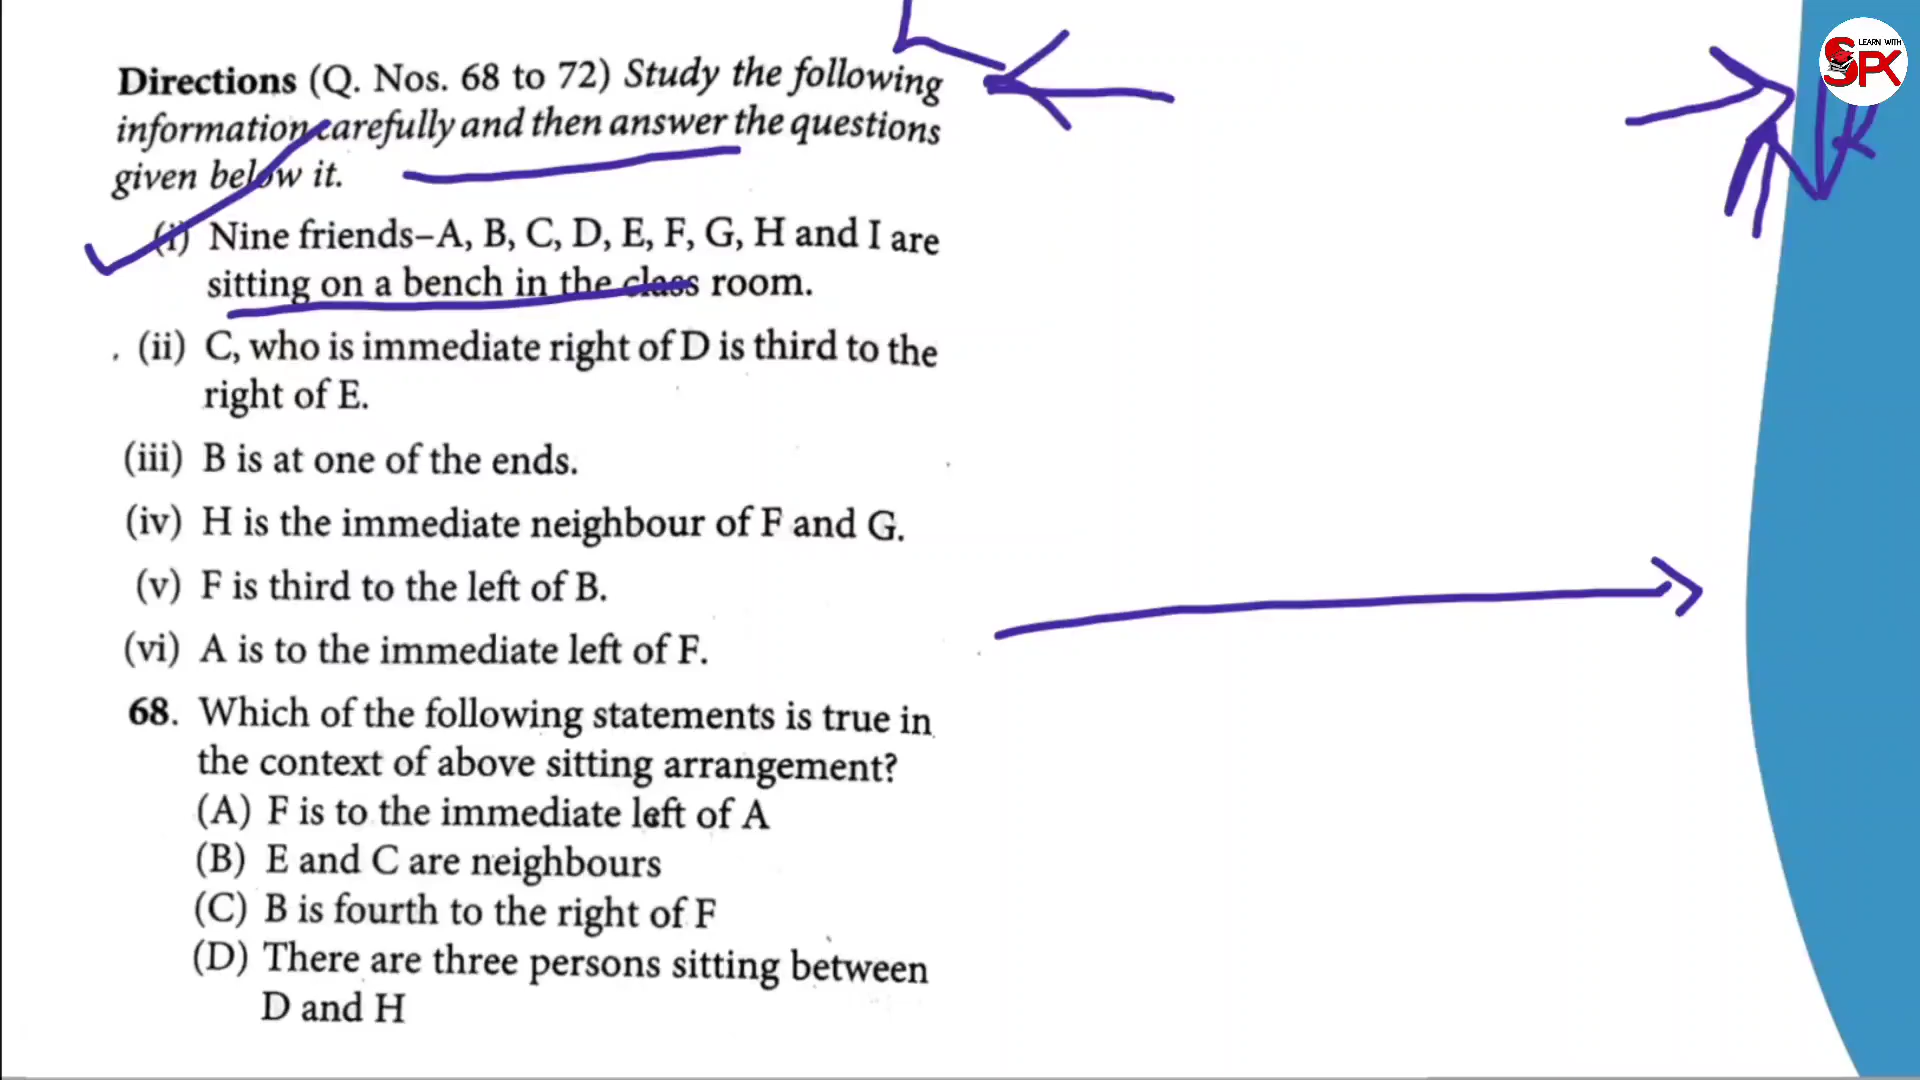 LEARN WITH
SPK
Directions (Q. Nos. 68 to 72) Study the following
information carefully and then answer the questions
given below it.
(i) Nine friends–A, B, C, D, E, F, G, H and I are
sitting on a bench in the class room.
(ii) C, who is immediate right of D is third to the
right of E.
(iii) B is at one of the ends.
(iv) H is the immediate neighbour of F and G.
(v) F is third to the left of B.
(vi) A is to the immediate left of F.
68. Which of the following statements is true in
the context of above sitting arrangement?
(A) F is to the immediate left of A
(B) E and C are neighbours
(C) B is fourth to the right of F
(D) There are three persons sitting between
D and H